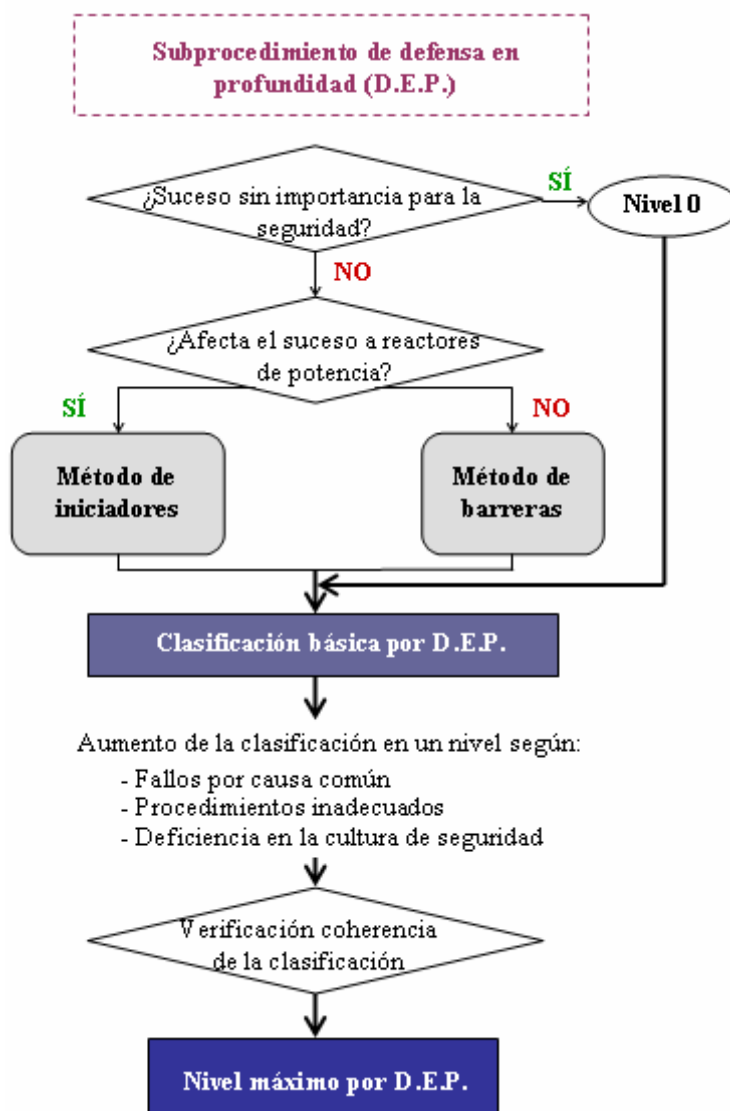 Subprocedimiento de defensa en
profundidad (D.E.P.)
¿Suceso sin importancia para la
seguridad?
SÍ
Nivel 0
NO
¿Afecta el suceso a reactores
de potencia?
SÍ
NO
Método de
iniciadores
Método de
barreras
Clasificación básica por D.E.P.
Aumento de la clasificación en un nivel según:
- Fallos por causa común
- Procedimientos inadecuados
- Deficiencia en la cultura de seguridad
Verificación coherencia
de la clasificación
Nivel máximo por D.E.P.